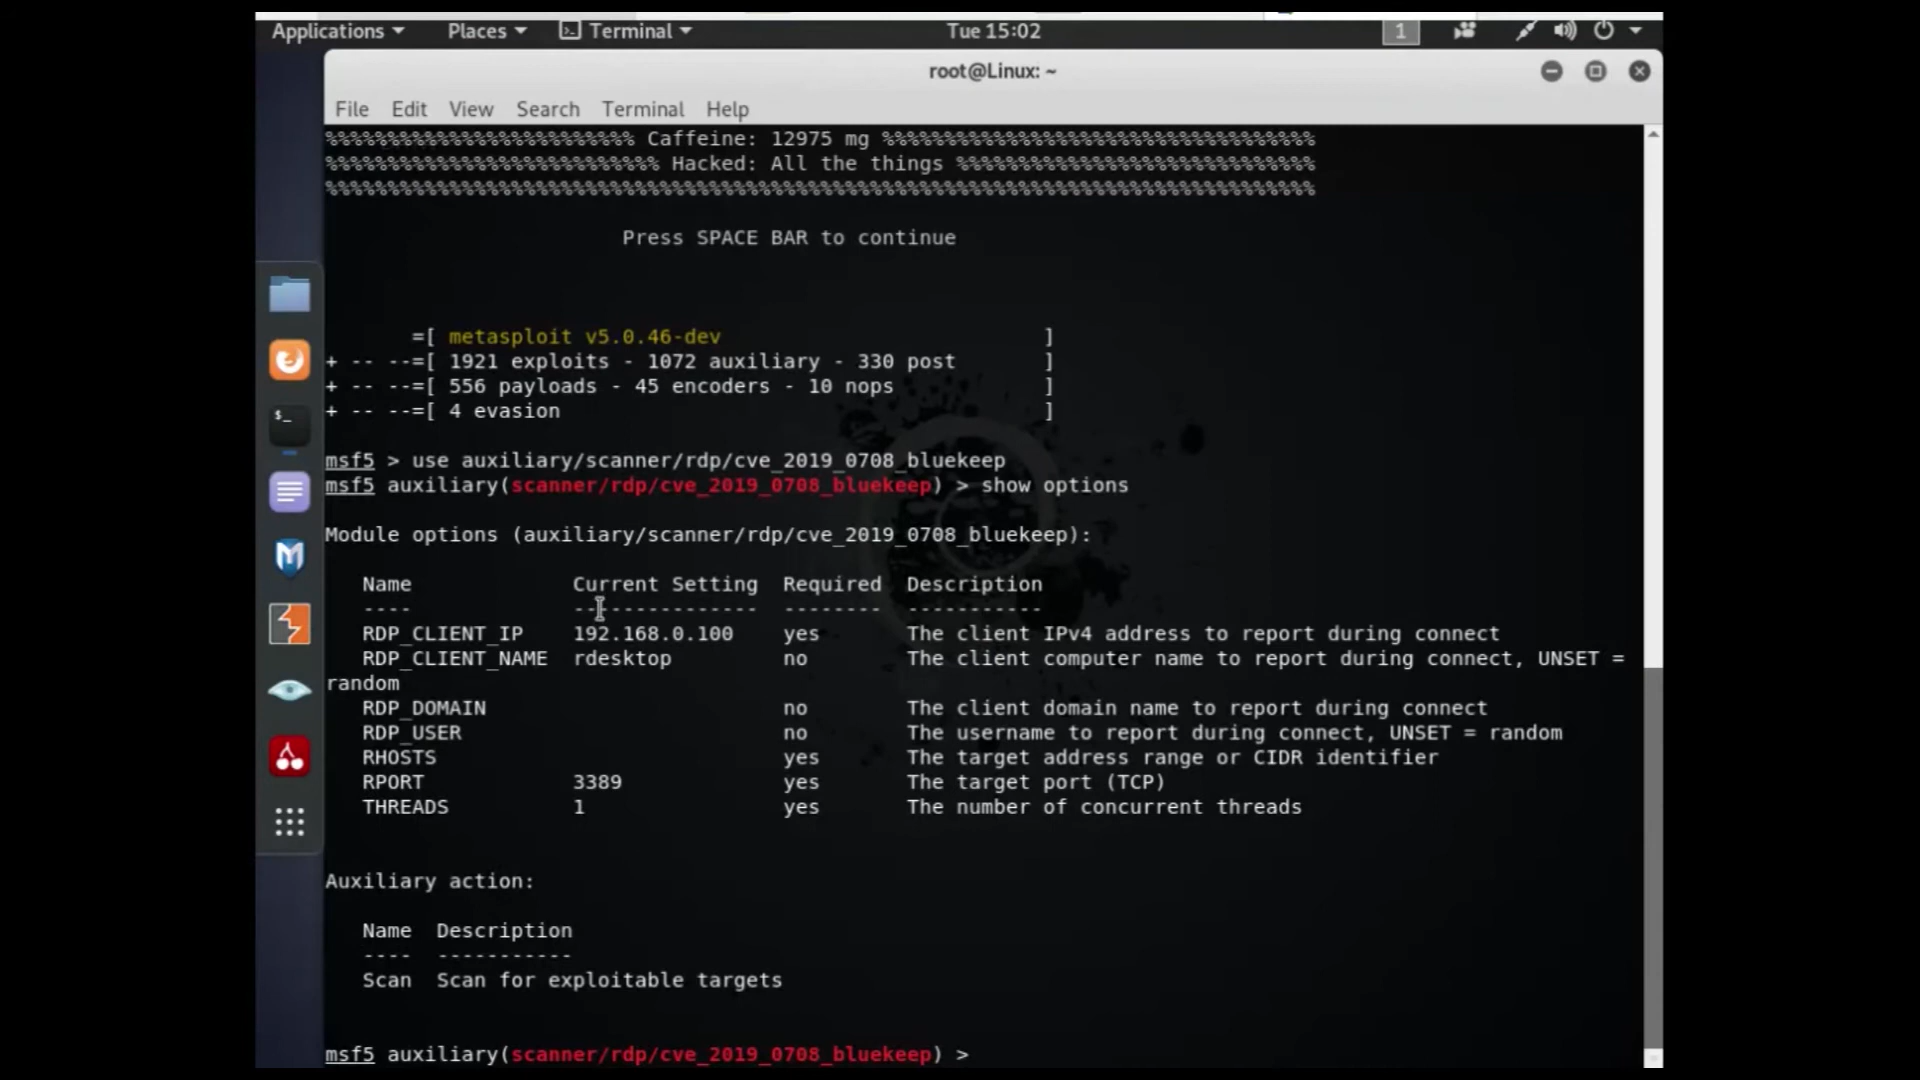 Applications Places Terminal Tue 15:02 1
root@Linux: ~
File Edit View Search Terminal Help
%%%%%%%%%%%%%%%%%%%%%%%%% Caffeine: 12975 mg %%%%%%%%%%%%%%%%%%%%%%%%%%%%%%%%%%%
%%%%%%%%%%%%%%%%%%%%%%%%%%% Hacked: All the things %%%%%%%%%%%%%%%%%%%%%%%%%%%%%
%%%%%%%%%%%%%%%%%%%%%%%%%%%%%%%%%%%%%%%%%%%%%%%%%%%%%%%%%%%%%%%%%%%%%%%%%%%%%%
Press SPACE BAR to continue
=[ metasploit v5.0.46-dev ]
+ -- --=[ 1921 exploits - 1072 auxiliary - 330 post ]
+ -- --=[ 556 payloads - 45 encoders - 10 nops ]
+ -- --=[ 4 evasion ]
msf5 > use auxiliary/scanner/rdp/cve_2019_0708_bluekeep
msf5 auxiliary(scanner/rdp/cve_2019_0708_bluekeep) > show options
Module options (auxiliary/scanner/rdp/cve_2019_0708_bluekeep):
Name Current Setting Required Description
---- --------------- -------- -----------
RDP_CLIENT_IP 192.168.0.100 yes The client IPv4 address to report during connect
RDP_CLIENT_NAME rdesktop no The client computer name to report during connect, UNSET =
random
RDP_DOMAIN no The client domain name to report during connect
RDP_USER no The username to report during connect, UNSET = random
RHOSTS yes The target address range or CIDR identifier
RPORT 3389 yes The target port (TCP)
THREADS 1 yes The number of concurrent threads
Auxiliary action:
Name Description
---- -----------
Scan Scan for exploitable targets
msf5 auxiliary(scanner/rdp/cve_2019_0708_bluekeep) >